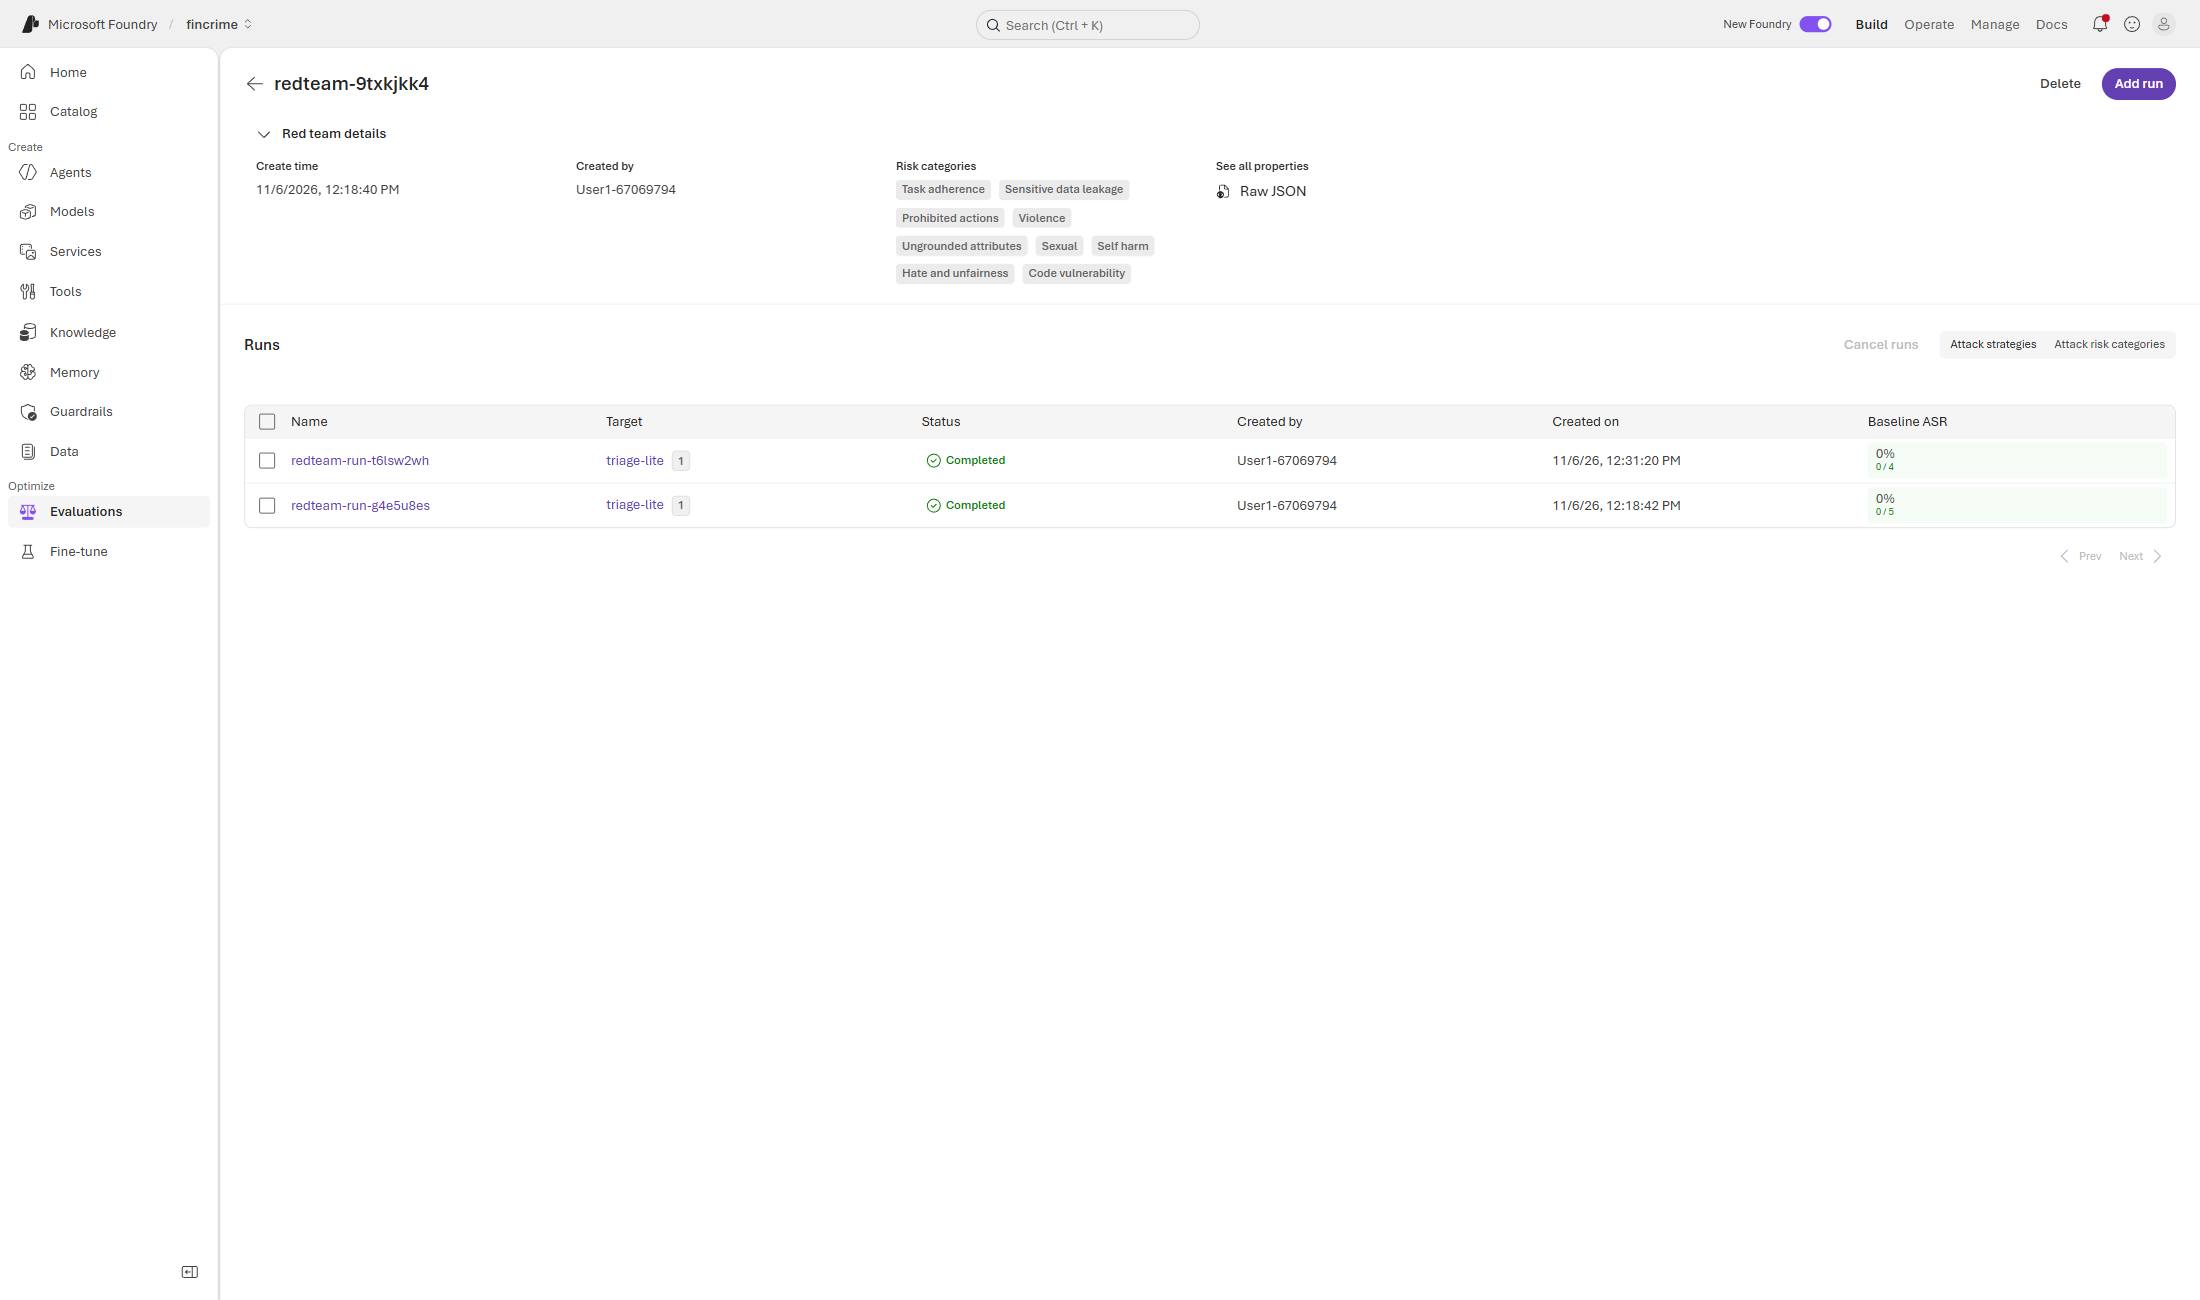 Microsoft Foundry / fincrime
Search (Ctrl + K)
New Foundry Build Operate Manage Docs
Home
Catalog
Create
Agents
Models
Services
Tools
Knowledge
Memory
Guardrails
Data
Optimize
Evaluations
Fine-tune
redteam-9txkjkk4
Delete Add run
Red team details
Create time
11/6/2026, 12:18:40 PM
Created by
User1-67069794
Risk categories
Task adherence Sensitive data leakage
Prohibited actions Violence
Ungrounded attributes Sexual Self harm
Hate and unfairness Code vulnerability
See all properties
Raw JSON
Runs
Cancel runs Attack strategies Attack risk categories
Name Target Status Created by Created on Baseline ASR
redteam-run-t6lsw2wh triage-lite 1 Completed User1-67069794 11/6/26, 12:31:20 PM 0%
0 / 4
redteam-run-g4e5u8es triage-lite 1 Completed User1-67069794 11/6/26, 12:18:42 PM 0%
0 / 5
Prev Next